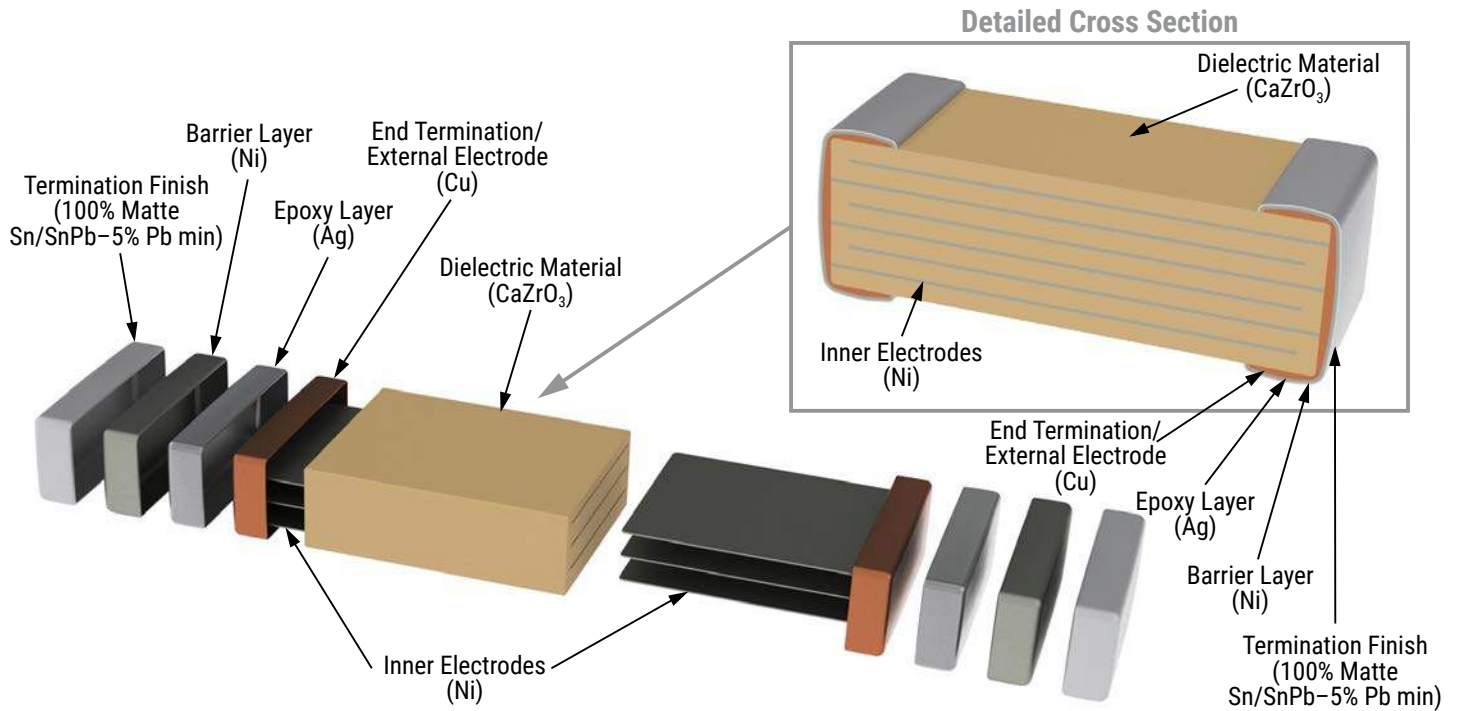 Detailed Cross Section
Dielectric Material
(CaZrO₃)
Inner Electrodes
(Ni)
End Termination/
External Electrode
(Cu)
Epoxy Layer
(Ag)
Barrier Layer
(Ni)
Termination Finish
(100% Matte
Sn/SnPb–5% Pb min)
Termination Finish
(100% Matte
Sn/SnPb–5% Pb min)
Barrier Layer
(Ni)
Epoxy Layer
(Ag)
End Termination/
External Electrode
(Cu)
Dielectric Material
(CaZrO₃)
Inner Electrodes
(Ni)